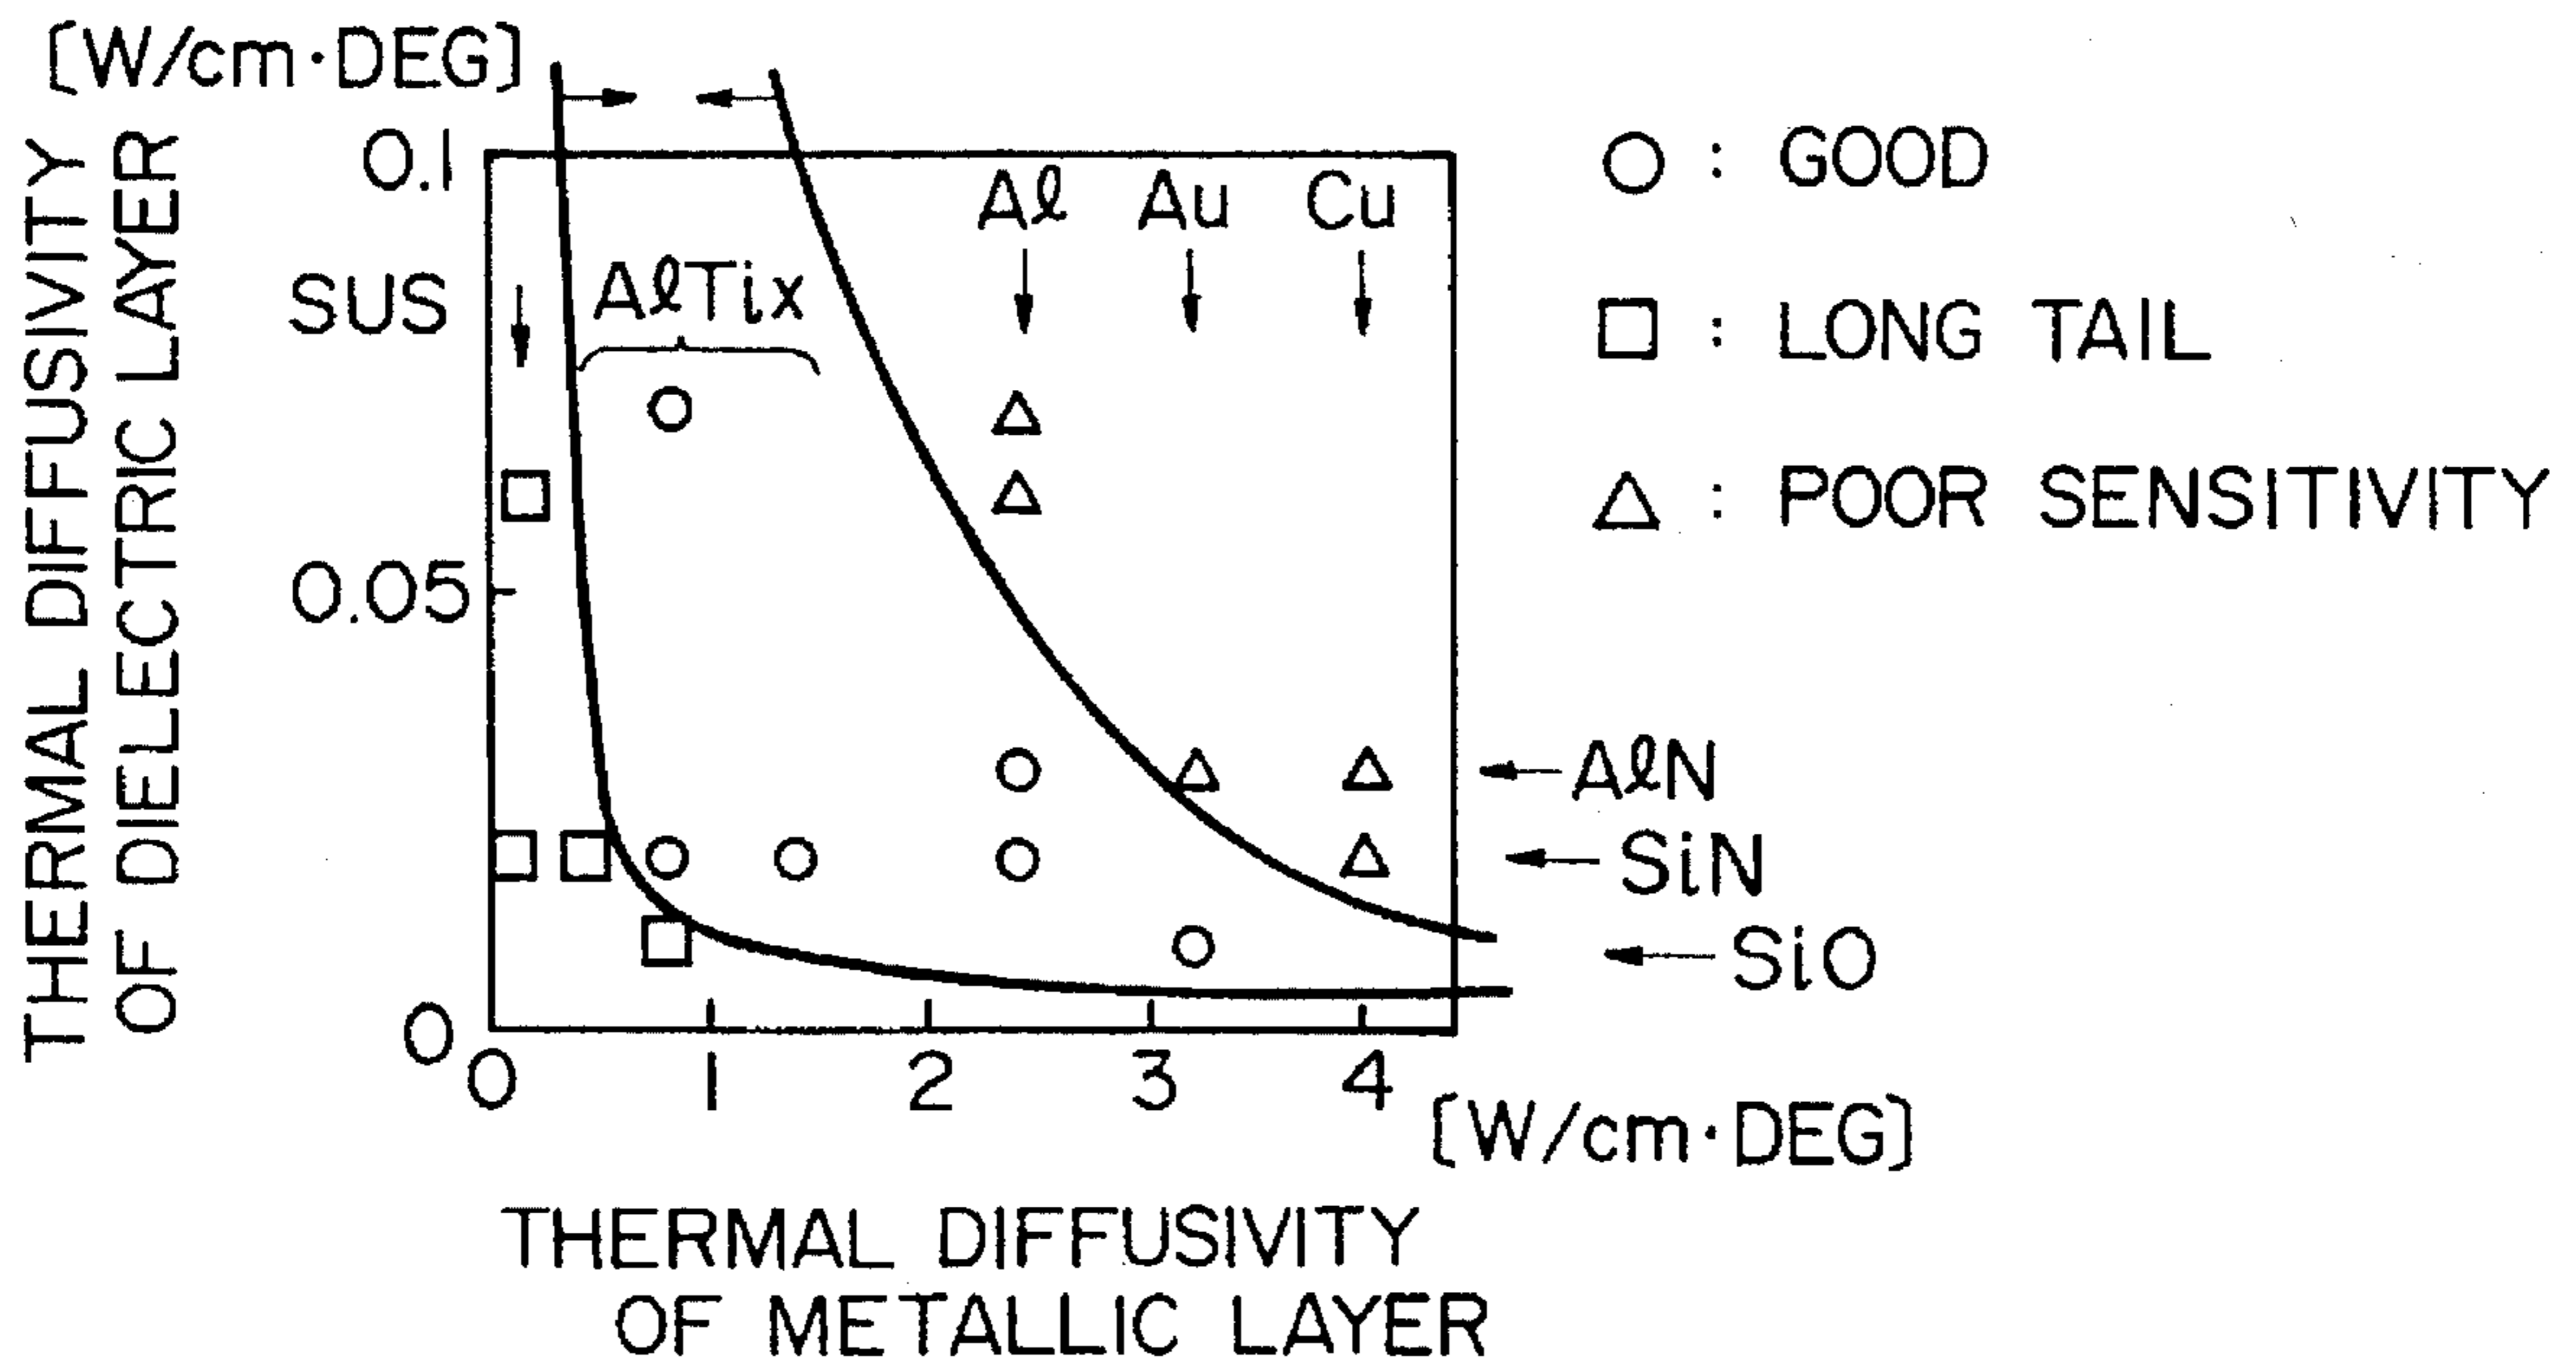 [W/cm·DEG]
THERMAL DIFFUSIVITY
OF DIELECTRIC LAYER
0.1
0.05
0
SUS
AlTix
Al
Au
Cu
○ : GOOD
□ : LONG TAIL
△ : POOR SENSITIVITY
AlN
SiN
SiO
0 1 2 3 4
[W/cm·DEG]
THERMAL DIFFUSIVITY
OF METALLIC LAYER